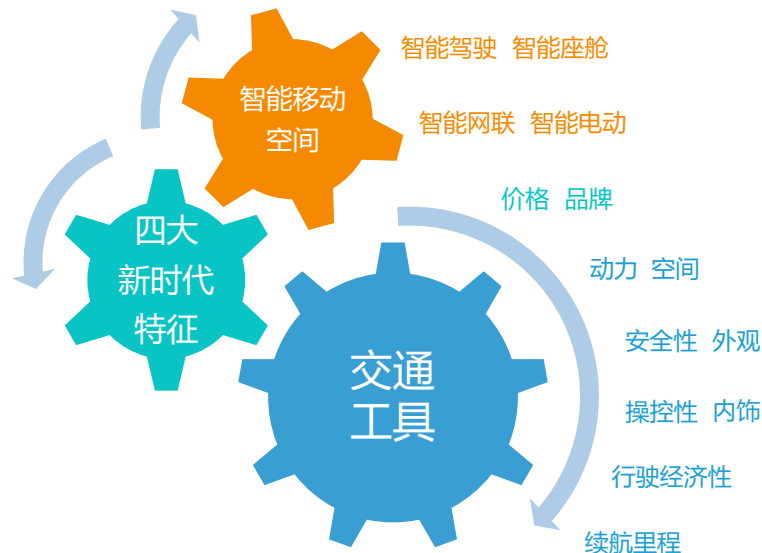 智能驾驶 智能座舱
智能移动
空间
智能网联 智能电动
价格 品牌
四大
新时代
特征
动力 空间
安全性 外观
交通
工具
操控性 内饰
行驶经济性
续航里程